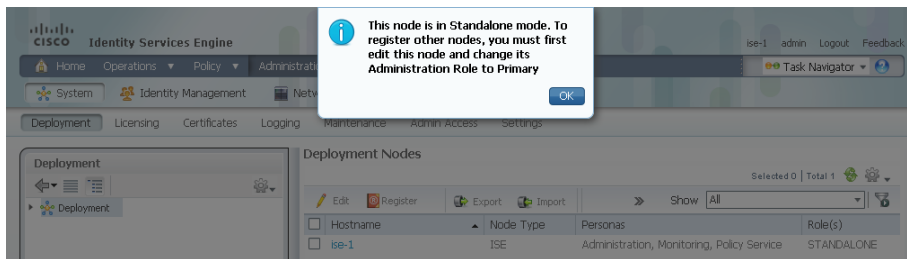 This node is in Standalone mode. To
register other nodes, you must first
edit this node and change its
Administration Role to Primary
OK
CISCO Identity Services Engine
ise-1 admin Logout Feedback
Home Operations Policy
Task Navigator
System Identity Management
Deployment Licensing Certificates Logging Maintenance Admin Access Settings
Deployment
Deployment
Deployment Nodes
Selected 0 | Total 1
Edit Register Export Import Show All
Hostname Node Type Personas Role(s)
ise-1 ISE Administration, Monitoring, Policy Service STANDALONE